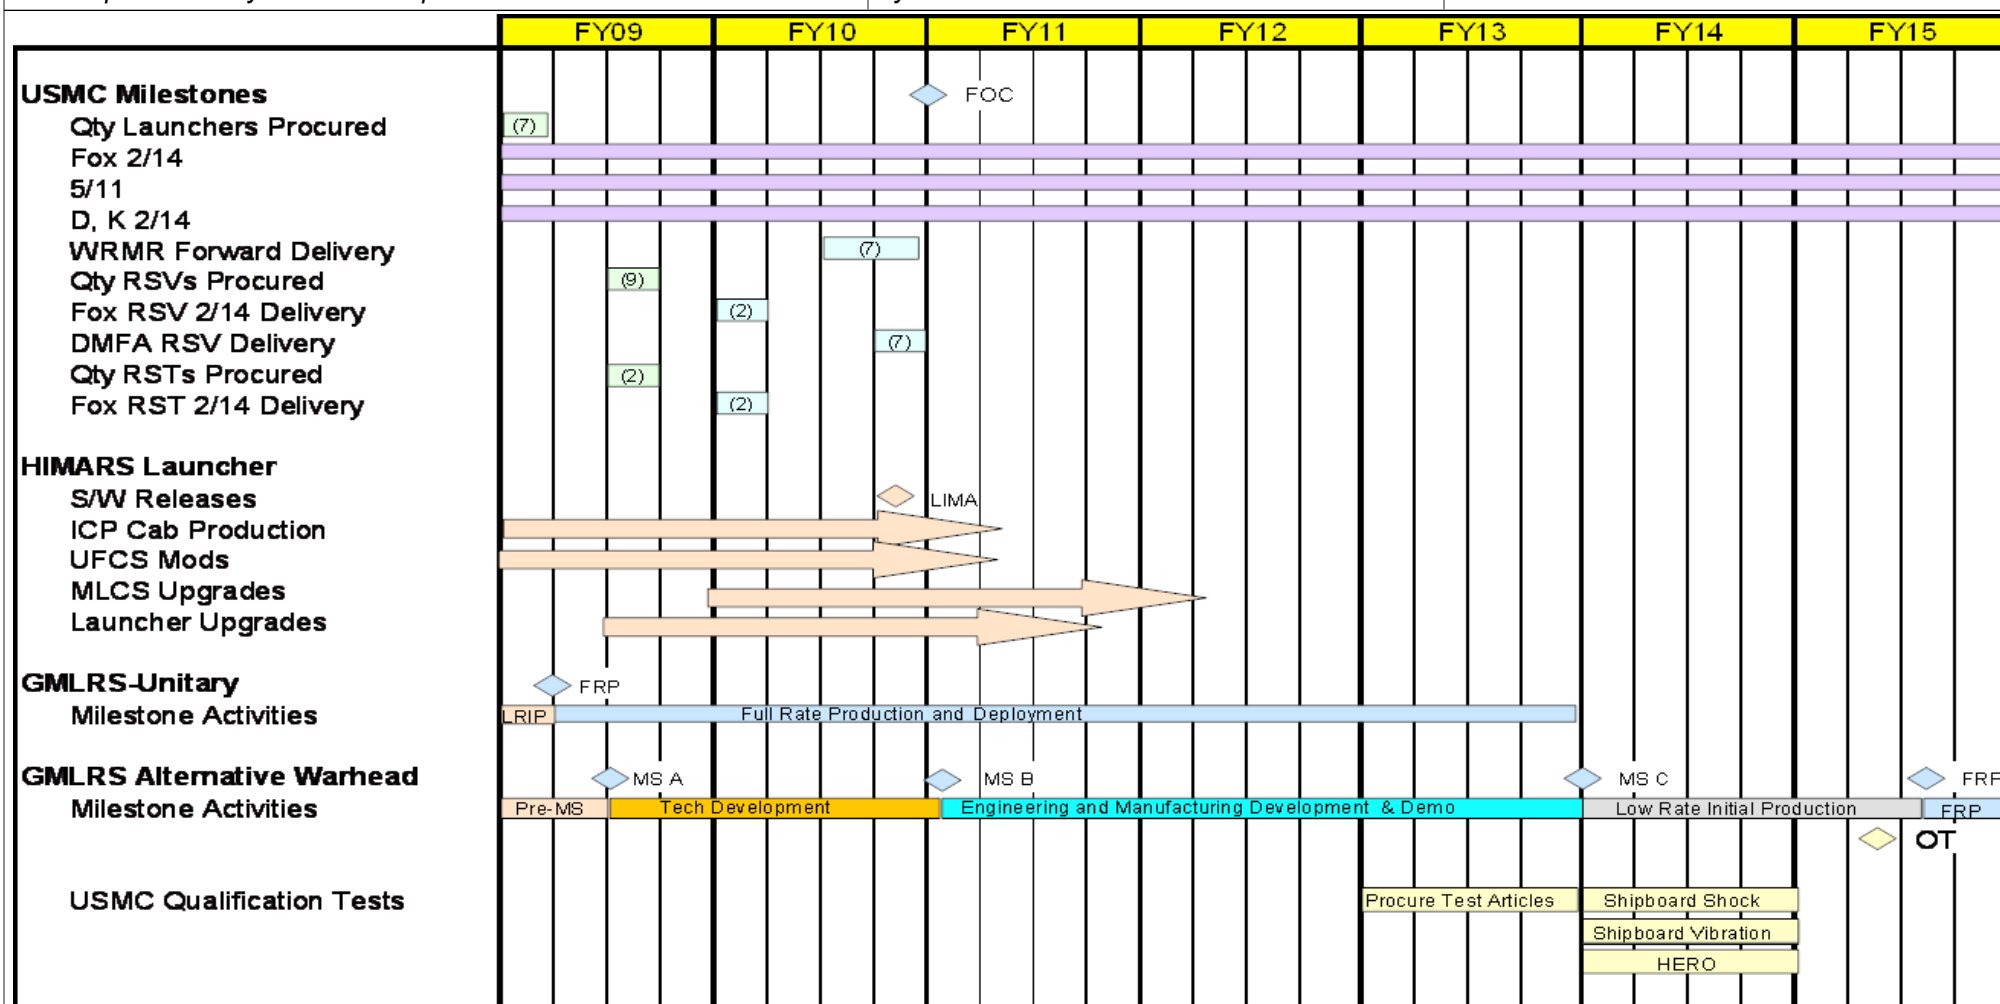 FY09 FY10 FY11 FY12 FY13 FY14 FY15
USMC Milestones FOC
Qty Launchers Procured (7)
Fox 2/14
5/11
D, K 2/14
WRMR Forward Delivery (7)
Qty RSVs Procured (9)
Fox RSV 2/14 Delivery (2)
DMFA RSV Delivery (7)
Qty RSTs Procured (2)
Fox RST 2/14 Delivery (2)
HIMARS Launcher
S/W Releases LIMA
ICP Cab Production
UFCS Mods
MLCS Upgrades
Launcher Upgrades
GMLRS-Unitary FRP
Milestone Activities LRIP Full Rate Production and Deployment
GMLRS Alternative Warhead MS A MS B MS C FRP
Milestone Activities Pre-MS Tech Development Engineering and Manufacturing Development & Demo Low Rate Initial Production FRP
OT
USMC Qualification Tests Procure Test Articles Shipboard Shock
Shipboard Vibration
HERO